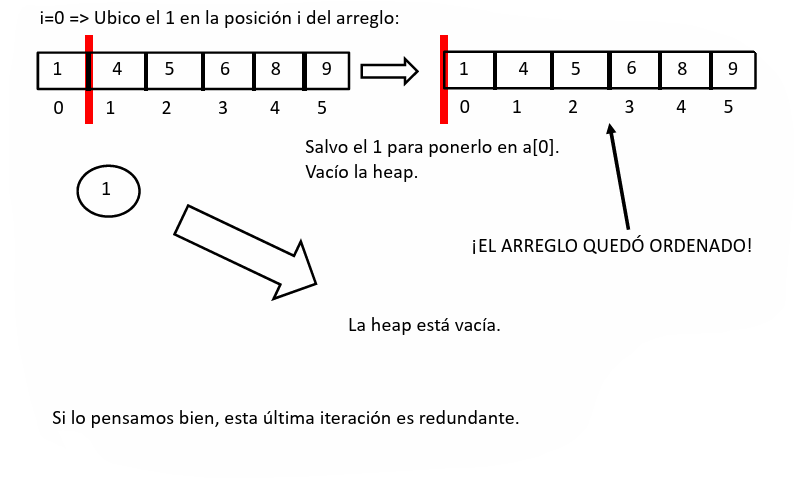 i=0 => Ubico el 1 en la posición i del arreglo:
1 4 5 6 8 9
0 1 2 3 4 5
1 4 5 6 8 9
0 1 2 3 4 5
Salvo el 1 para ponerlo en a[0].
Vacío la heap.
1
¡EL ARREGLO QUEDÓ ORDENADO!
La heap está vacía.
Si lo pensamos bien, esta última iteración es redundante.